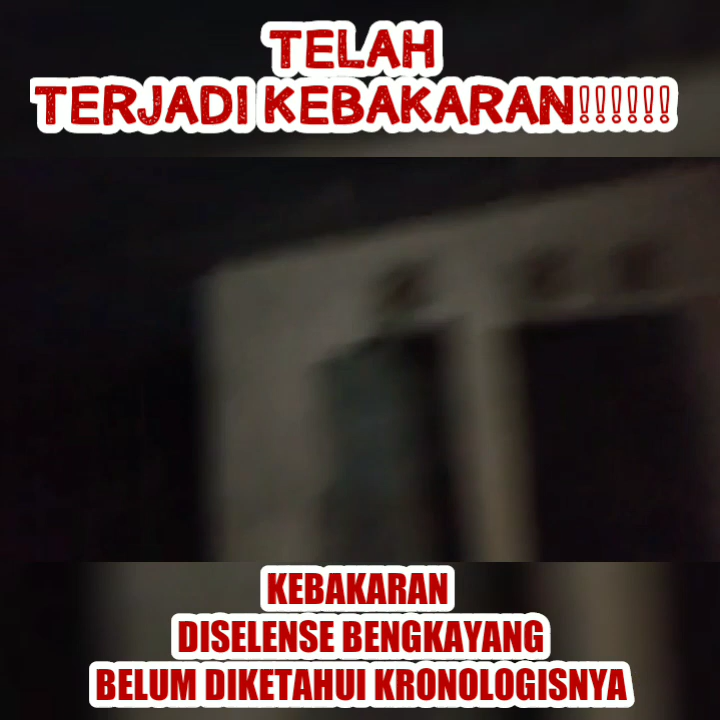 TELAH
TERJADI KEBAKARAN!!!!!!
KEBAKARAN
DISELENSE BENGKAYANG
BELUM DIKETAHUI KRONOLOGISNYA